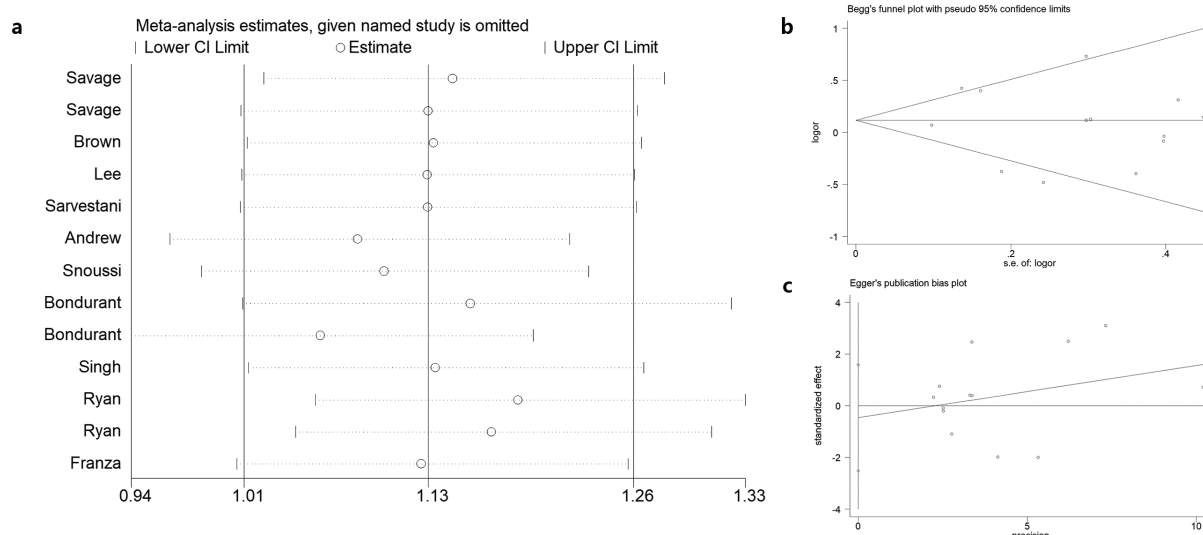 a
Meta-analysis estimates, given named study is omitted
Lower CI Limit Estimate Upper CI Limit
Savage
Savage
Brown
Lee
Sarvestani
Andrew
Snoussi
Bondurant
Bondurant
Singh
Ryan
Ryan
Franza
0.94 1.01 1.13 1.26 1.33
b
Begg's funnel plot with pseudo 95% confidence limits
logor
1
.5
0
-.5
-1
0 .2 .4
s.e. of: logor
c
Egger's publication bias plot
standardized effect
4
2
0
-2
-4
0 5 10
precision